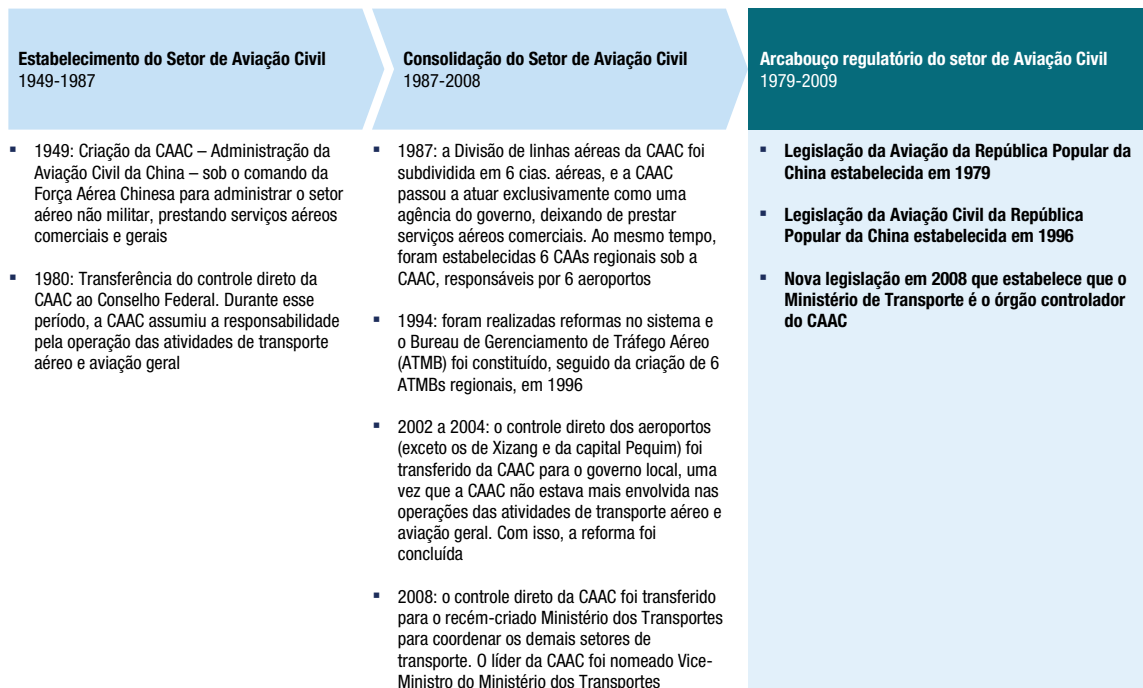 Estabelecimento do Setor de Aviação Civil
1949-1987
▪ 1949: Criação da CAAC – Administração da
Aviação Civil da China – sob o comando da
Força Aérea Chinesa para administrar o setor
aéreo não militar, prestando serviços aéreos
comerciais e gerais
▪ 1980: Transferência do controle direto da
CAAC ao Conselho Federal. Durante esse
período, a CAAC assumiu a responsabilidade
pela operação das atividades de transporte
aéreo e aviação geral
Consolidação do Setor de Aviação Civil
1987-2008
▪ 1987: a Divisão de linhas aéreas da CAAC foi
subdividida em 6 cias. aéreas, e a CAAC
passou a atuar exclusivamente como uma
agência do governo, deixando de prestar
serviços aéreos comerciais. Ao mesmo tempo,
foram estabelecidas 6 CAAs regionais sob a
CAAC, responsáveis por 6 aeroportos
▪ 1994: foram realizadas reformas no sistema e
o Bureau de Gerenciamento de Tráfego Aéreo
(ATMB) foi constituído, seguido da criação de 6
ATMBs regionais, em 1996
▪ 2002 a 2004: o controle direto dos aeroportos
(exceto os de Xizang e da capital Pequim) foi
transferido da CAAC para o governo local, uma
vez que a CAAC não estava mais envolvida nas
operações das atividades de transporte aéreo e
aviação geral. Com isso, a reforma foi
concluída
▪ 2008: o controle direto da CAAC foi transferido
para o recém-criado Ministério dos Transportes
para coordenar os demais setores de
transporte. O líder da CAAC foi nomeado Vice-
Ministro do Ministério dos Transportes
Arcabouço regulatório do setor de Aviação Civil
1979-2009
▪ Legislação da Aviação da República Popular da
China estabelecida em 1979
▪ Legislação da Aviação Civil da República
Popular da China estabelecida em 1996
▪ Nova legislação em 2008 que estabelece que o
Ministério de Transporte é o órgão controlador
do CAAC